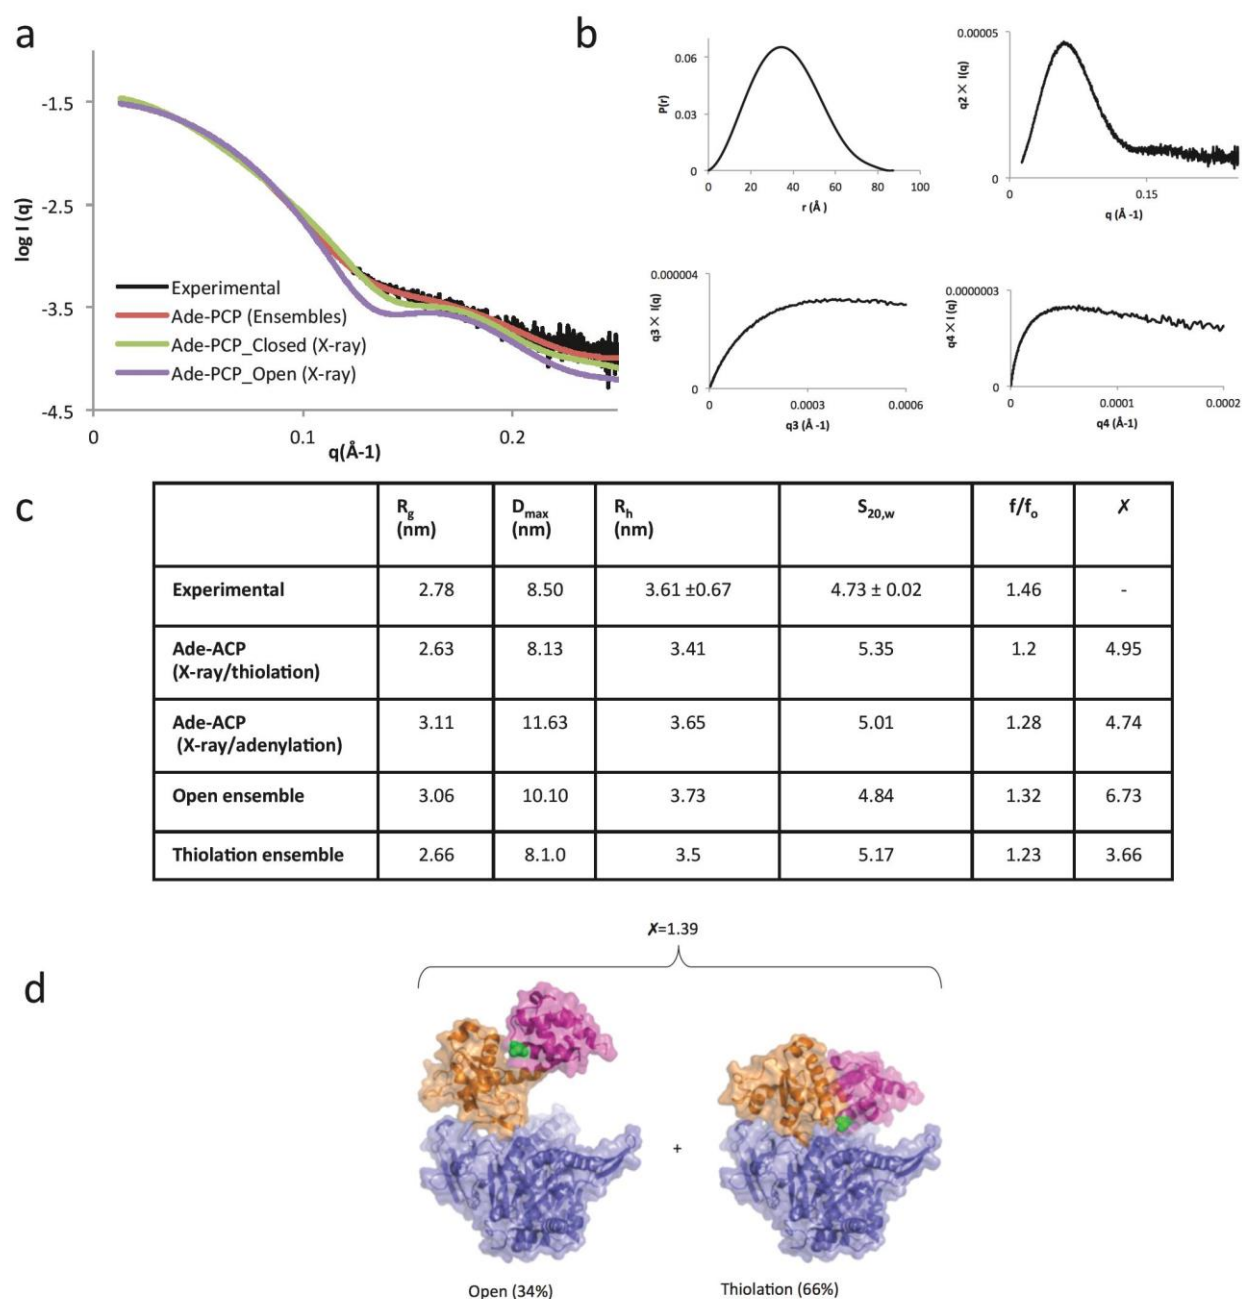 a
log I (q)
-1.5
-2.5
-3.5
-4.5
0
0.1
0.2
q(Å-1)
Experimental
Ade-PCP (Ensembles)
Ade-PCP_Closed (X-ray)
Ade-PCP_Open (X-ray)
b
P(r)
0.06
0.03
0
0 20 40 60 80 100
r (Å )
q2 × I(q)
0.00005
0
0 0.15
q (Å -1)
q3 × I(q)
0.000004
0
0 0.0003 0.0006
q3 (Å -1)
q4 × I(q)
0.0000003
0
0 0.0001 0.0002
q4 (Å-1)
c
Rg (nm) Dmax (nm) Rh (nm) S20,w f/fo ✗
Experimental 2.78 8.50 3.61 ±0.67 4.73 ± 0.02 1.46 -
Ade-ACP (X-ray/thiolation) 2.63 8.13 3.41 5.35 1.2 4.95
Ade-ACP (X-ray/adenylation) 3.11 11.63 3.65 5.01 1.28 4.74
Open ensemble 3.06 10.10 3.73 4.84 1.32 6.73
Thiolation ensemble 2.66 8.1.0 3.5 5.17 1.23 3.66
✗=1.39
d
+
Open (34%)
Thiolation (66%)